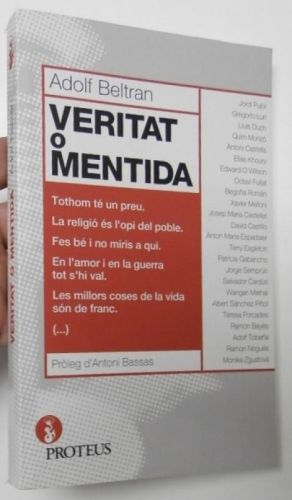 Adolf Beltran
VERITAT
o
MENTIDA
Tothom té un preu.
La religió és l'opi del poble.
Fes bé i no miris a qui.
En l'amor i en la guerra
tot s'hi val.
Les millors coses de la vida
són de franc.
(...)
Pròleg d'Antoni Bassas
Jordi Pujol
Gregorio Luri
Lluís Duch
Quim Monzó
Antoni Castells
Elias Khoury
Edward O. Wilson
Octavi Fullat
Begoña Román
Xavier Melloni
Josep Maria Castellet
David Castillo
Anton Maria Espadaler
Terry Eagleton
Patrícia Gabancho
Jorge Semprún
Salvador Cardús
Wangari Maathai
Albert Sánchez Piñol
Teresa Forcades
Ramon Bayés
Adolf Tobeña
Ramon Nogués
Monika Zgustová
PROTEUS
VERITAT O MENTIDA